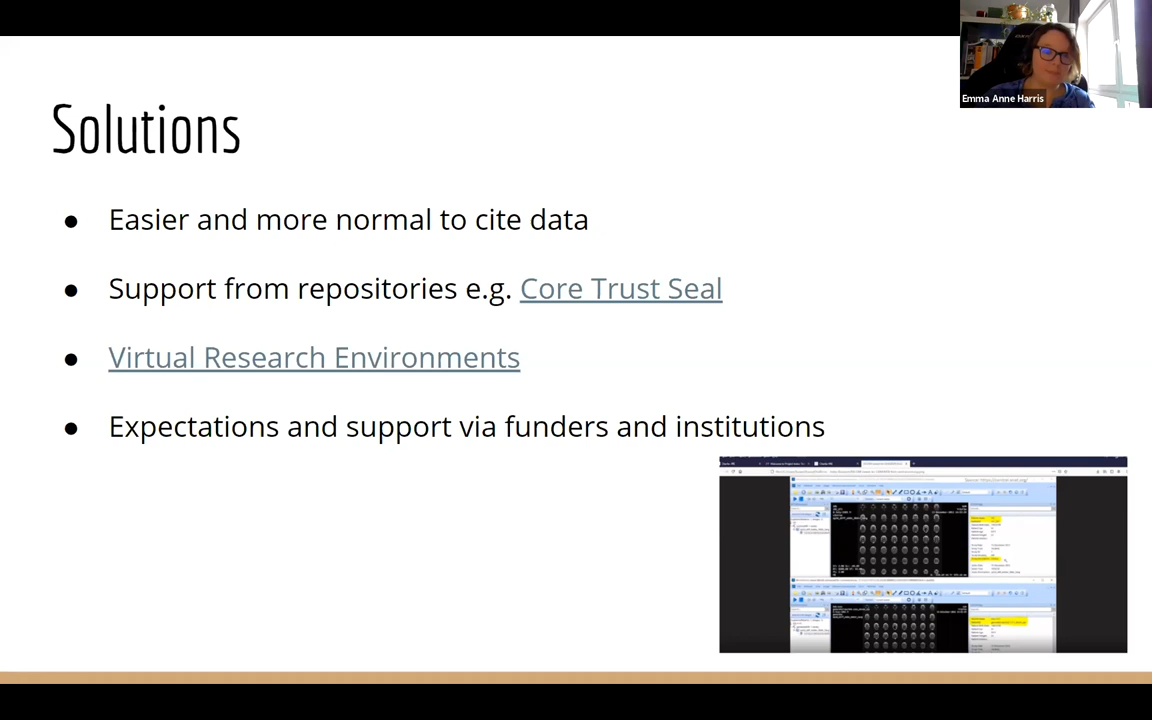 Emma Anne Harris
Solutions
● Easier and more normal to cite data
● Support from repositories e.g. Core Trust Seal
● Virtual Research Environments
● Expectations and support via funders and institutions